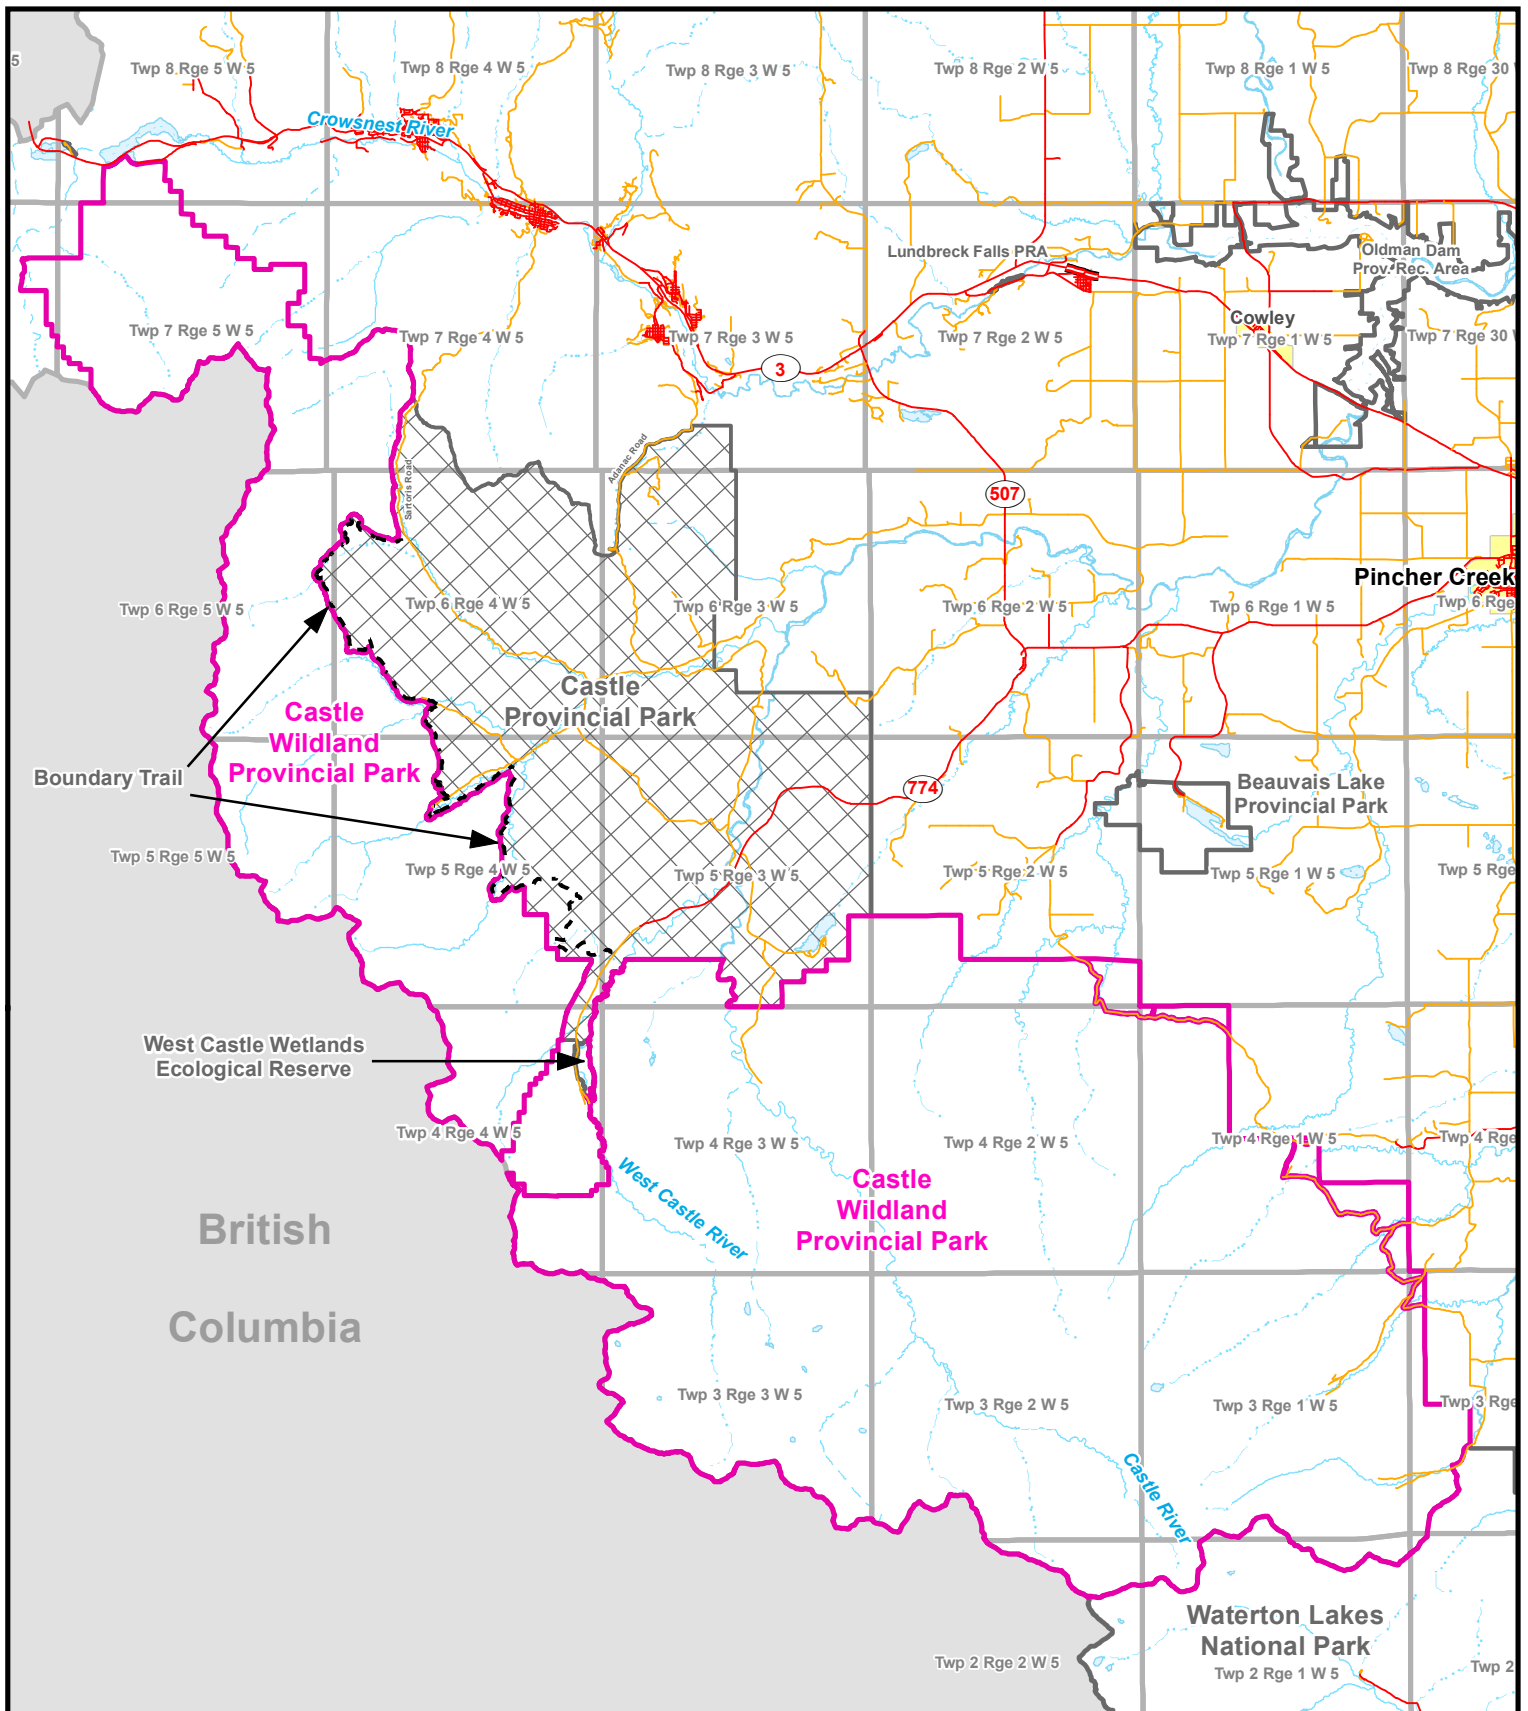 5
Twp 8 Rge 5 W 5
Twp 8 Rge 4 W 5
Twp 8 Rge 3 W 5
Twp 8 Rge 2 W 5
Twp 8 Rge 1 W 5
Twp 8 Rge 30
Crowsnest River
Lundbreck Falls PRA
Oldman Dam
Prov. Rec. Area
Cowley
Twp 7 Rge 5 W 5
Twp 7 Rge 4 W 5
Twp 7 Rge 3 W 5
Twp 7 Rge 2 W 5
Twp 7 Rge 1 W 5
Twp 7 Rge 30
3
Adanac Road
Sartoris Road
507
Pincher Creek
Twp 6 Rge 5 W 5
Twp 6 Rge 4 W 5
Twp 6 Rge 3 W 5
Twp 6 Rge 2 W 5
Twp 6 Rge 1 W 5
Twp 6 Rge
Castle
Provincial Park
Castle
Wildland
Provincial Park
Boundary Trail
774
Beauvais Lake
Provincial Park
Twp 5 Rge 5 W 5
Twp 5 Rge 4 W 5
Twp 5 Rge 3 W 5
Twp 5 Rge 2 W 5
Twp 5 Rge 1 W 5
Twp 5 Rge
West Castle Wetlands
Ecological Reserve
Twp 4 Rge 4 W 5
Twp 4 Rge 3 W 5
Twp 4 Rge 2 W 5
Twp 4 Rge 1 W 5
Twp 4 Rge
West Castle River
Castle
Wildland
Provincial Park
British
Columbia
Twp 3 Rge 3 W 5
Twp 3 Rge 2 W 5
Twp 3 Rge 1 W 5
Twp 3 Rge
Castle River
Waterton Lakes
National Park
Twp 2 Rge 2 W 5
Twp 2 Rge 1 W 5
Twp 2